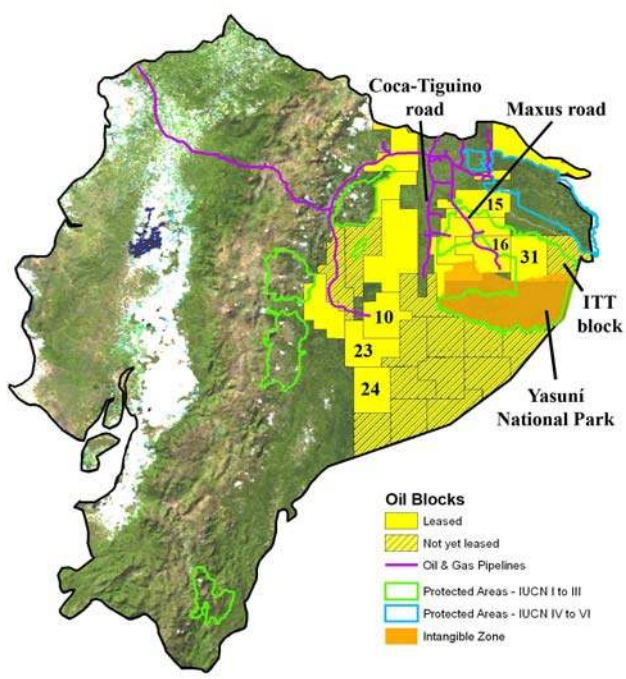 Coca-Tiguino
road
Maxus road
15
16
31
ITT
block
10
23
24
Yasuní
National Park
Oil Blocks
Leased
Not yet leased
Oil & Gas Pipelines
Protected Areas - IUCN I to III
Protected Areas - IUCN IV to VI
Intangible Zone